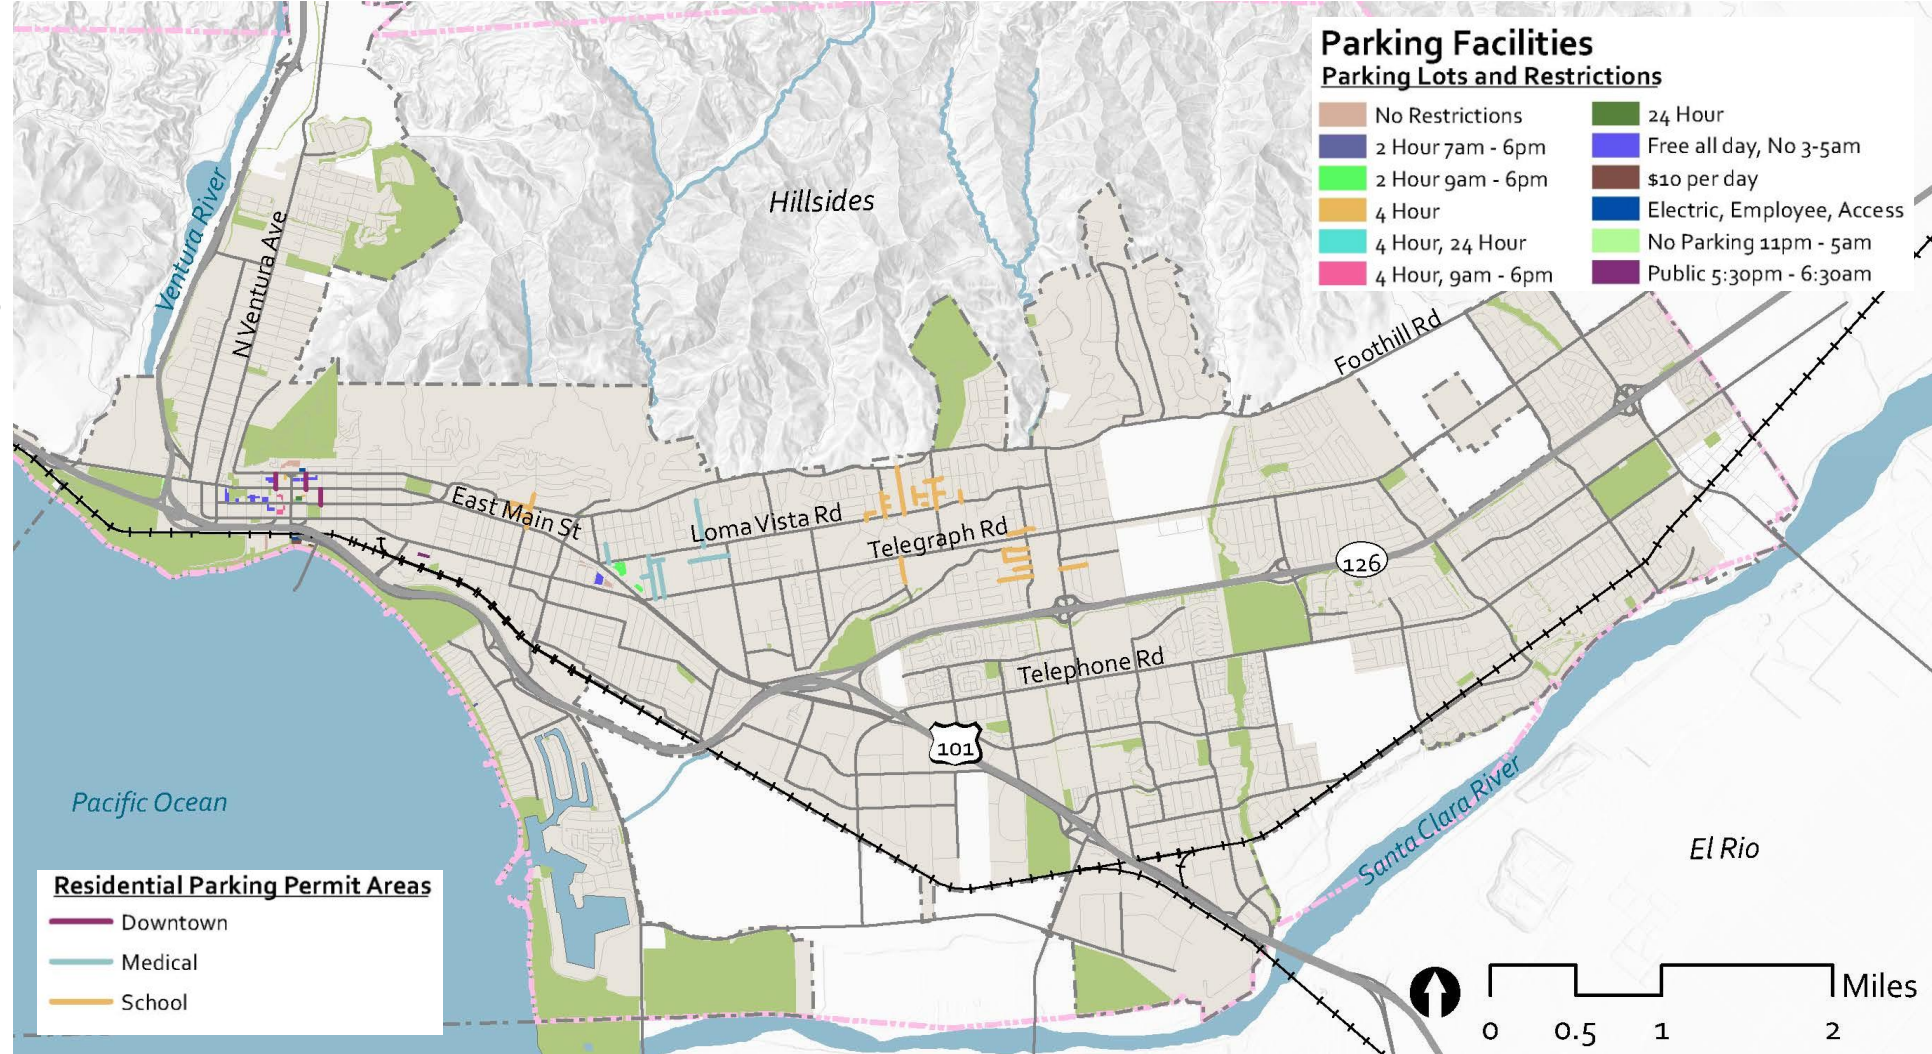 Parking Facilities
Parking Lots and Restrictions
No Restrictions
2 Hour 7am - 6pm
2 Hour 9am - 6pm
4 Hour
4 Hour, 24 Hour
4 Hour, 9am - 6pm
24 Hour
Free all day, No 3-5am
$10 per day
Electric, Employee, Access
No Parking 11pm - 5am
Public 5:30pm - 6:30am
Hillsides
Ventura River
N Ventura Ave
Foothill Rd
East Main St
Loma Vista Rd
Telegraph Rd
126
Telephone Rd
101
Pacific Ocean
Santa Clara River
El Rio
Residential Parking Permit Areas
Downtown
Medical
School
Miles
0 0.5 1 2